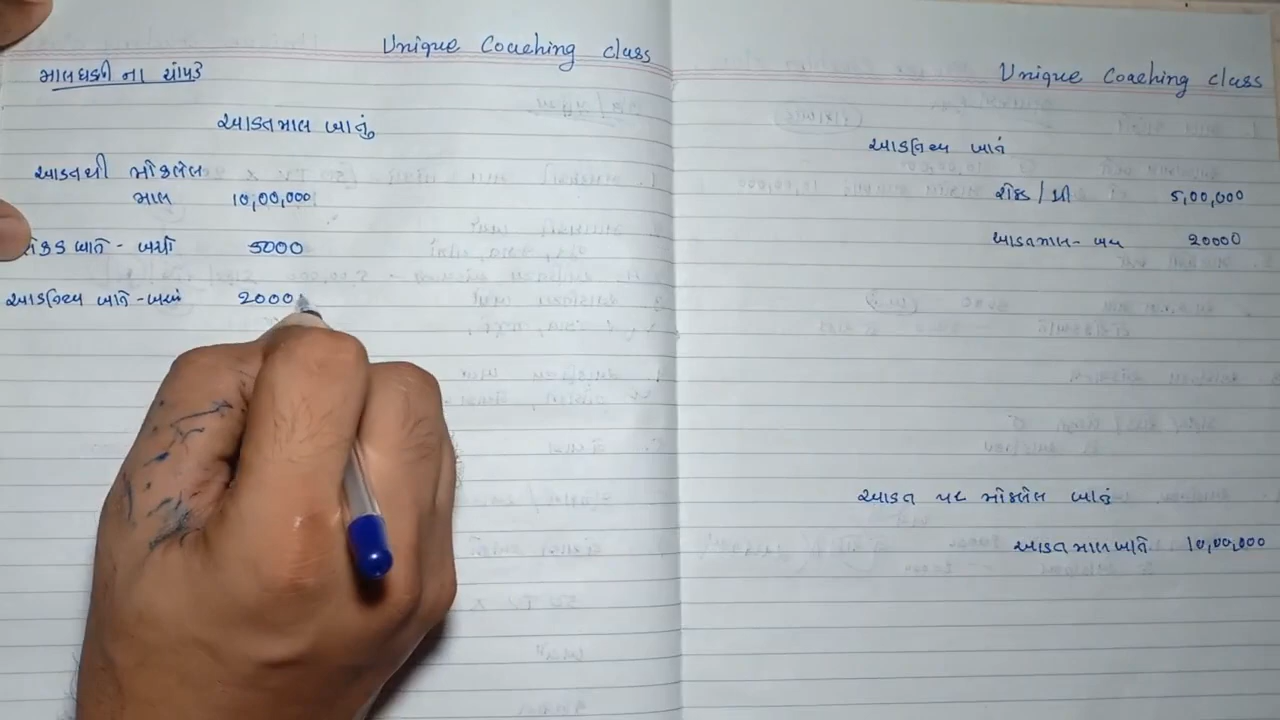 Unique Coaching class
માલધણી ના ચોપડે
આડતમાલ ખાતું
આડતથી મોકલેલ
માલ 10,00,000
રોકડ ખાતે - ખર્ચા 5000
આડતિયા ખાતે - ખર્ચા 2000
Unique Coaching class
આડતિયા ખાતું
રોકડ / 5,00,000
આડતમાલ - ખર્ચ 20000
આડત પર મોકલેલ ખાતું
આડતમાલ ખાતે 10,00,000